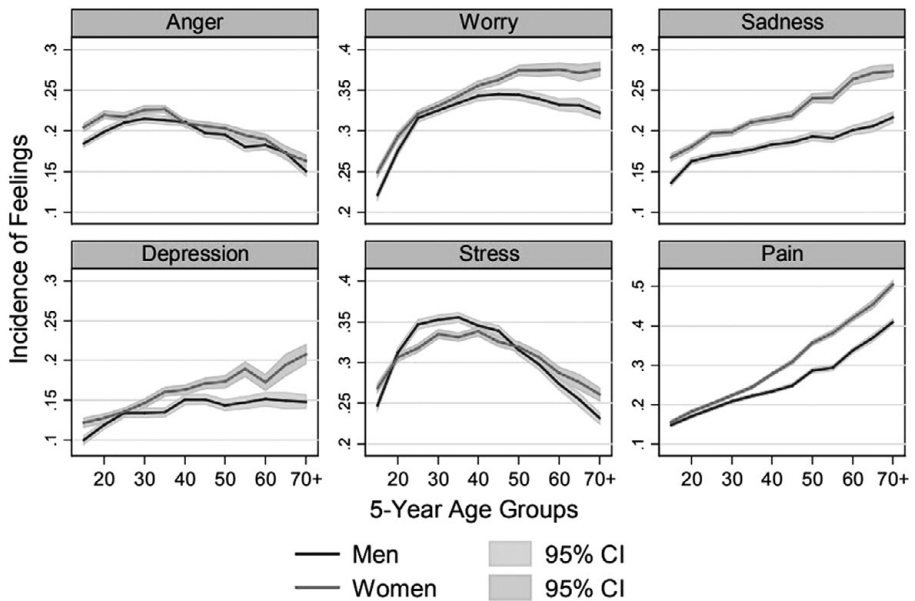 Anger
Worry
Sadness
.3
.25
.2
.15
.1
.4
.35
.3
.25
.2
.3
.25
.2
.15
.1
Incidence of Feelings
Depression
Stress
Pain
.3
.25
.2
.15
.1
.4
.35
.3
.25
.2
.5
.4
.3
.2
.1
20 30 40 50 60 70+
20 30 40 50 60 70+
20 30 40 50 60 70+
5-Year Age Groups
Men 95% CI
Women 95% CI